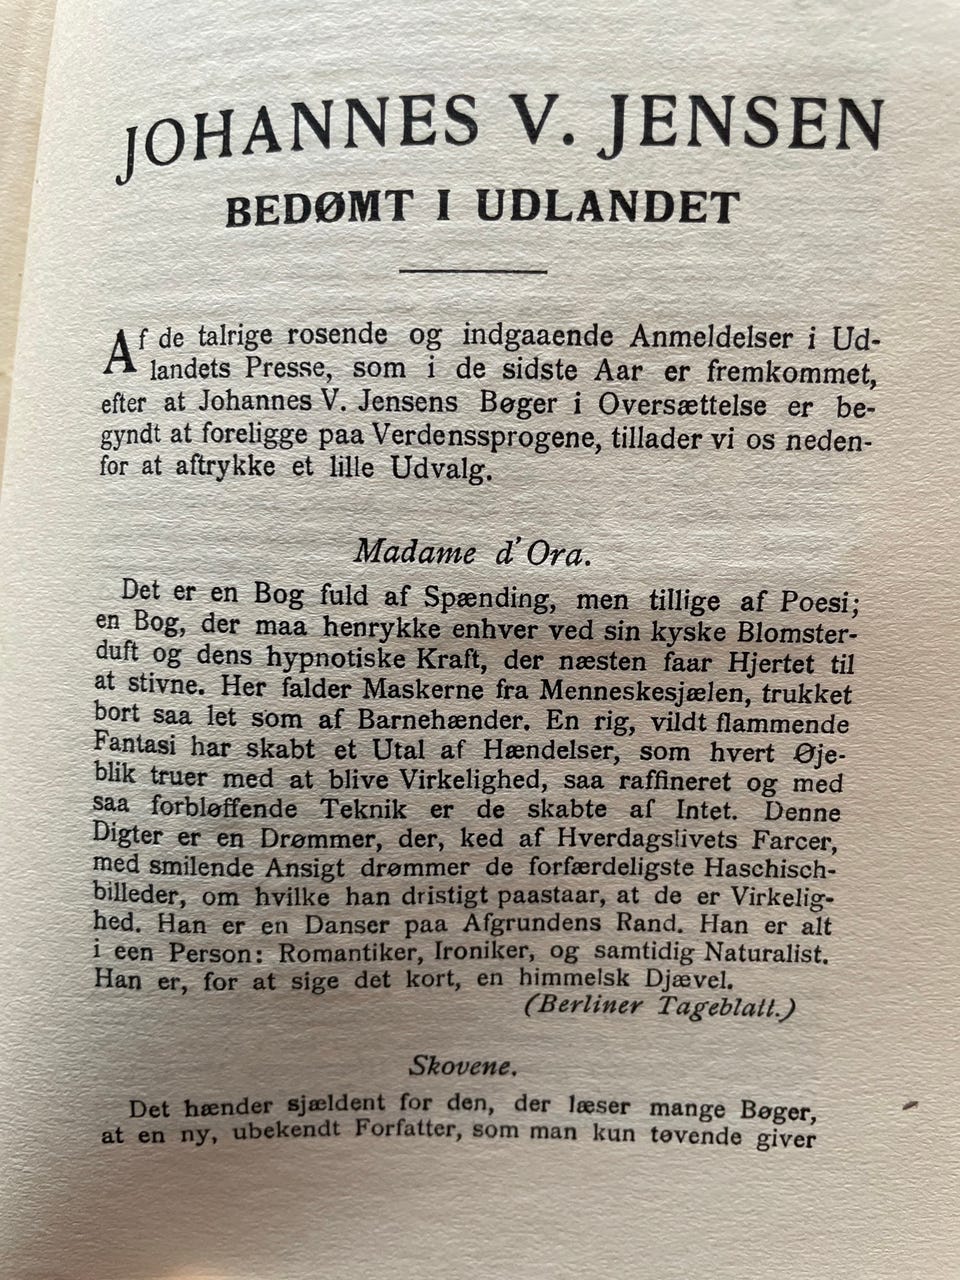 JOHANNES V. JENSEN
BEDØMT I UDLANDET
Af de talrige rosende og indgaaende Anmeldelser i Ud-
landets Presse, som i de sidste Aar er fremkommet,
efter at Johannes V. Jensens Bøger i Oversættelse er be-
gyndt at foreligge paa Verdenssprogene, tillader vi os neden-
for at aftrykke et lille Udvalg.
Madame d'Ora.
Det er en Bog fuld af Spænding, men tillige af Poesi;
en Bog, der maa henrykke enhver ved sin kyske Blomster-
duft og dens hypnotiske Kraft, der næsten faar Hjertet til
at stivne. Her falder Maskerne fra Menneskesjælen, trukket
bort saa let som af Barnehænder. En rig, vildt flammende
Fantasi har skabt et Utal af Hændelser, som hvert Øje-
blik truer med at blive Virkelighed, saa raffineret og med
saa forbløffende Teknik er de skabte af Intet. Denne
Digter er en Drømmer, der, ked af Hverdagslivets Farcer,
med smilende Ansigt drømmer de forfærdeligste Haschisch-
billeder, om hvilke han dristigt paastaar, at de er Virkelig-
hed. Han er en Danser paa Afgrundens Rand. Han er alt
i een Person: Romantiker, Ironiker, og samtidig Naturalist.
Han er, for at sige det kort, en himmelsk Djævel.
(Berliner Tageblatt.)
Skovene.
Det hænder sjældent for den, der læser mange Bøger,
at en ny, ubekendt Forfatter, som man kun tøvende giver